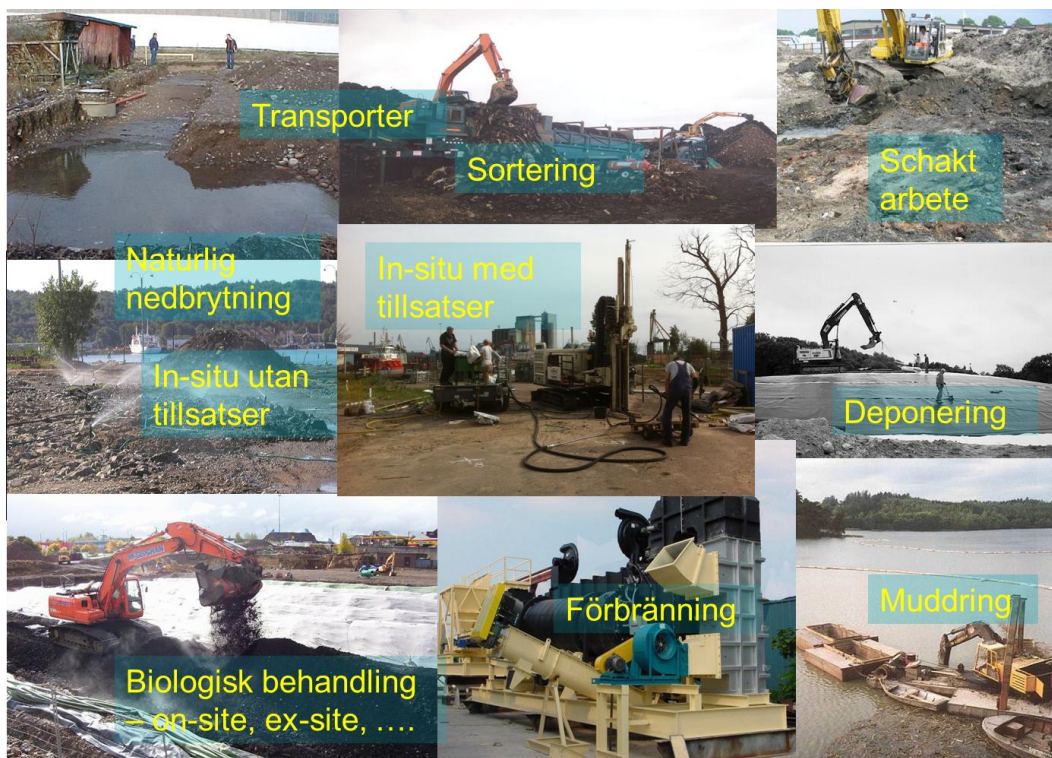 Transporter
Sortering
Schakt
arbete
Naturlig
nedbrytning
In-situ med
tillsatser
In-situ utan
tillsatser
Deponering
Förbränning
Muddring
Biologisk behandling
– on-site, ex-site, ….